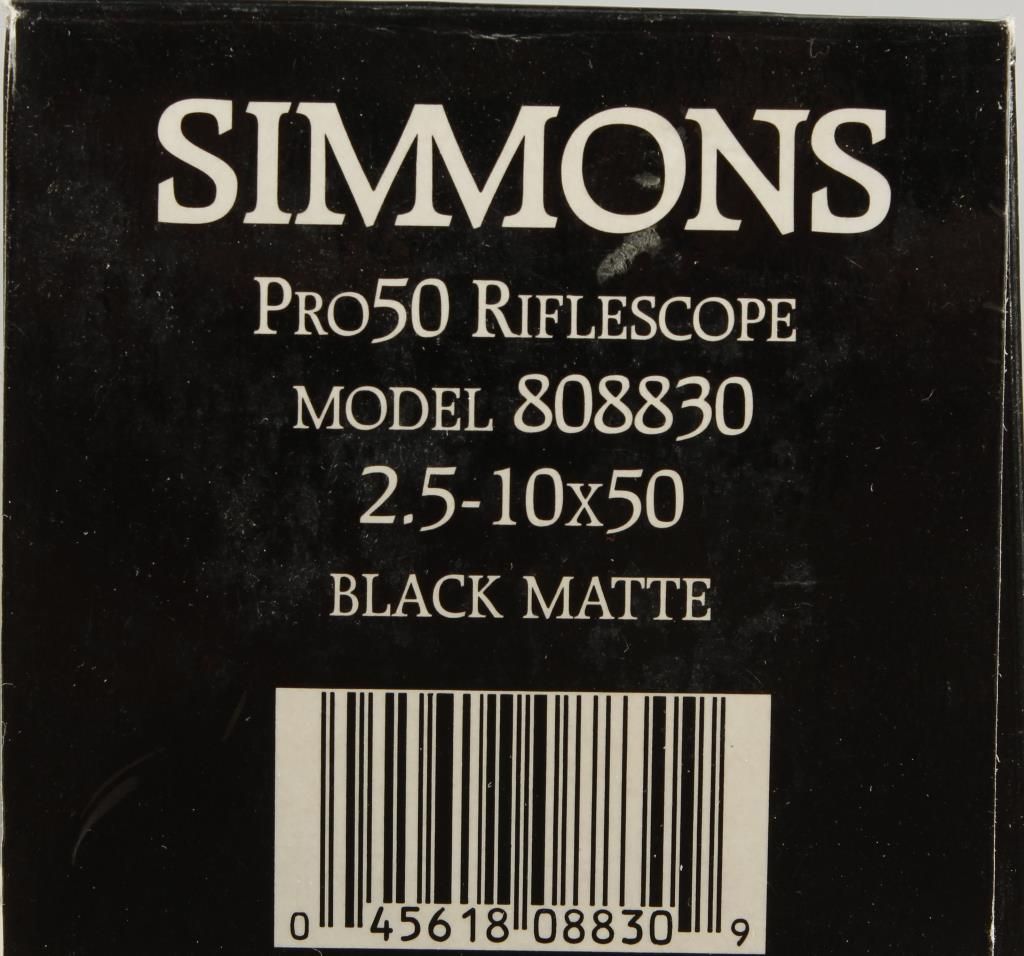 SIMMONS
PRO50 RIFLESCOPE
MODEL 808830
2.5-10X50
BLACK MATTE
0 45618 08830 9